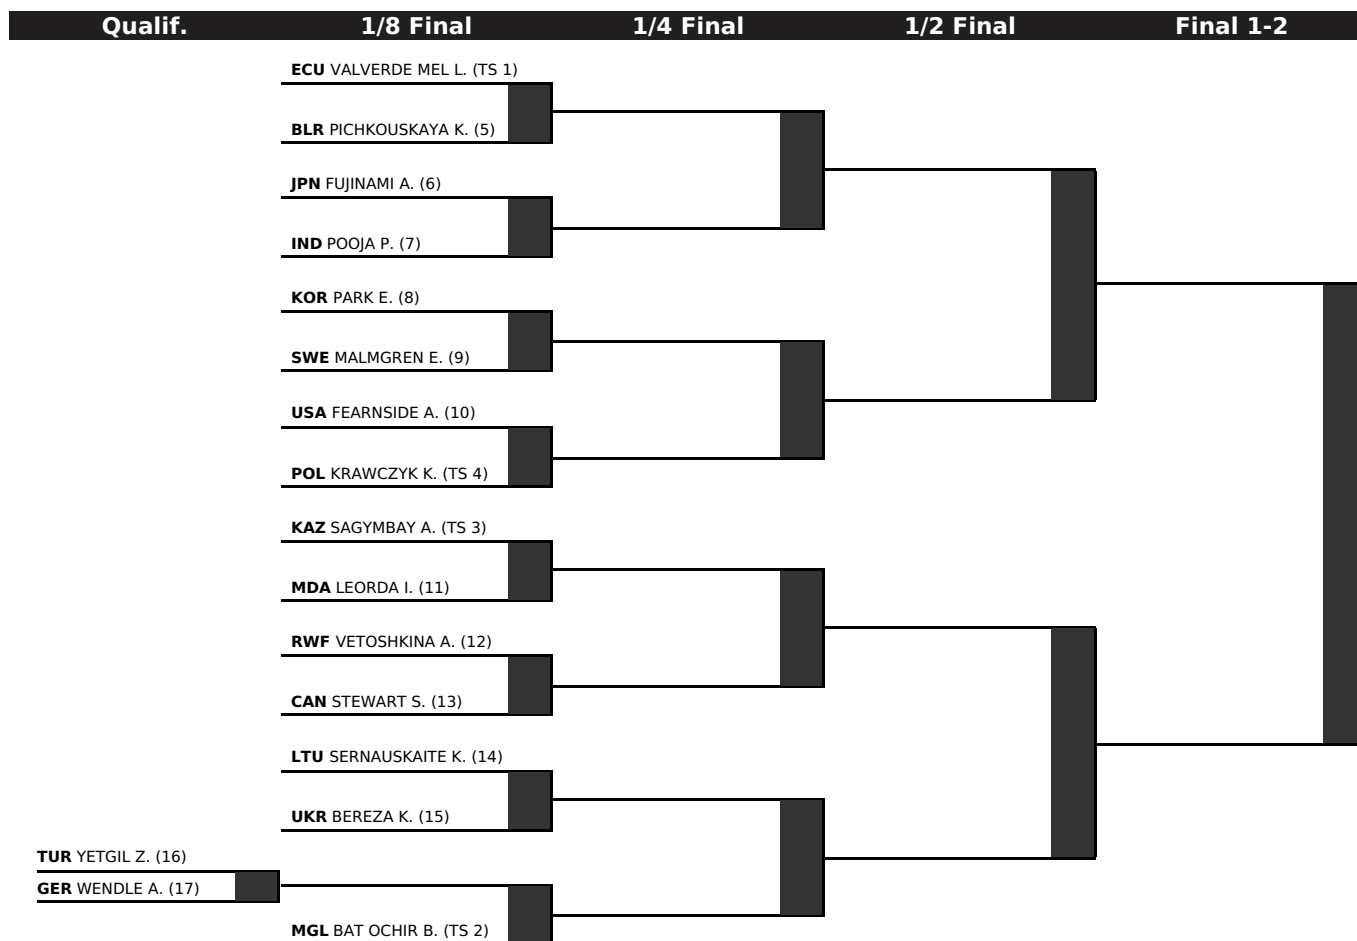 Qualif. 1/8 Final 1/4 Final 1/2 Final Final 1-2
ECU VALVERDE MEL L. (TS 1)
BLR PICHKOUSKAYA K. (5)
JPN FUJINAMI A. (6)
IND POOJA P. (7)
KOR PARK E. (8)
SWE MALMGREN E. (9)
USA FEARNSIDE A. (10)
POL KRAWCZYK K. (TS 4)
KAZ SAGYMBAY A. (TS 3)
MDA LEORDA I. (11)
RWF VETOSHKINA A. (12)
CAN STEWART S. (13)
LTU SERNAUSKAITE K. (14)
UKR BEREZA K. (15)
TUR YETGIL Z. (16)
GER WENDLE A. (17)
MGL BAT OCHIR B. (TS 2)